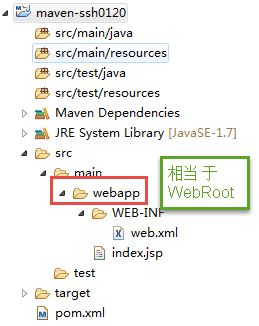 maven-ssh0120
src/main/java
src/main/resources
src/test/java
src/test/resources
Maven Dependencies
JRE System Library [JavaSE-1.7]
src
main
webapp
相当于
WebRoot
WEB-INF
web.xml
index.jsp
test
target
pom.xml